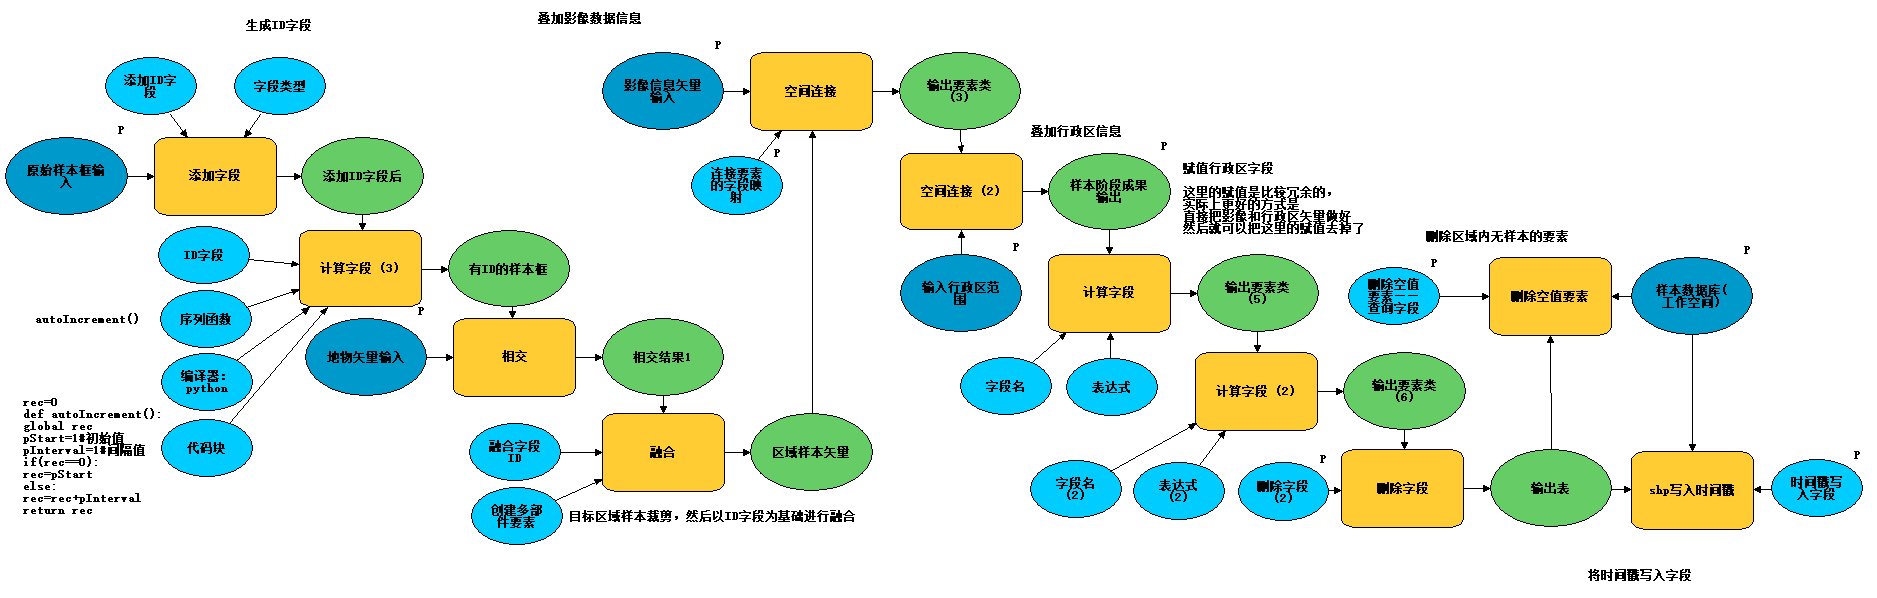 生成ID字段
叠加影像数据信息
添加ID字
段
字段类型
P
原始样本框输
入
添加字段
添加ID字段后
ID字段
计算字段 (3)
有ID的样本框
autoIncrement()
序列函数
编译器:
python
代码块
rec=0
def autoIncrement():
global rec
pStart=1#初始值
pInterval=1#间隔值
if(rec==0):
rec=pStart
else:
rec=rec+pInterval
return rec
P
地物矢量输入
相交
相交结果1
融合字段
ID
融合
区域样本矢量
创建多部
件要素
目标区域样本裁剪，然后以ID字段为基础进行融合
P
影像信息矢量
输入
空间连接
输出要素类
(3)
P
连接要素
的字段映
射
叠加行政区信息
空间连接 (2)
P
样本阶段成果
输出
P
输入行政区范
围
赋值行政区字段
这里的赋值是比较冗余的，
实际上更好的方式是
直接把影像和行政区矢量做好
然后就可以把这里的赋值去掉了
计算字段
输出要素类
(5)
字段名
表达式
计算字段 (2)
输出要素类
(6)
字段名
(2)
表达式
(2)
P
删除字段
(2)
删除字段
输出表
删除区域内无样本的要素
P
删除空值
要素——
查询字段
删除空值要素
P
样本数据库(
工作空间)
shp写入时间戳
P
时间戳写
入字段
将时间戳写入字段